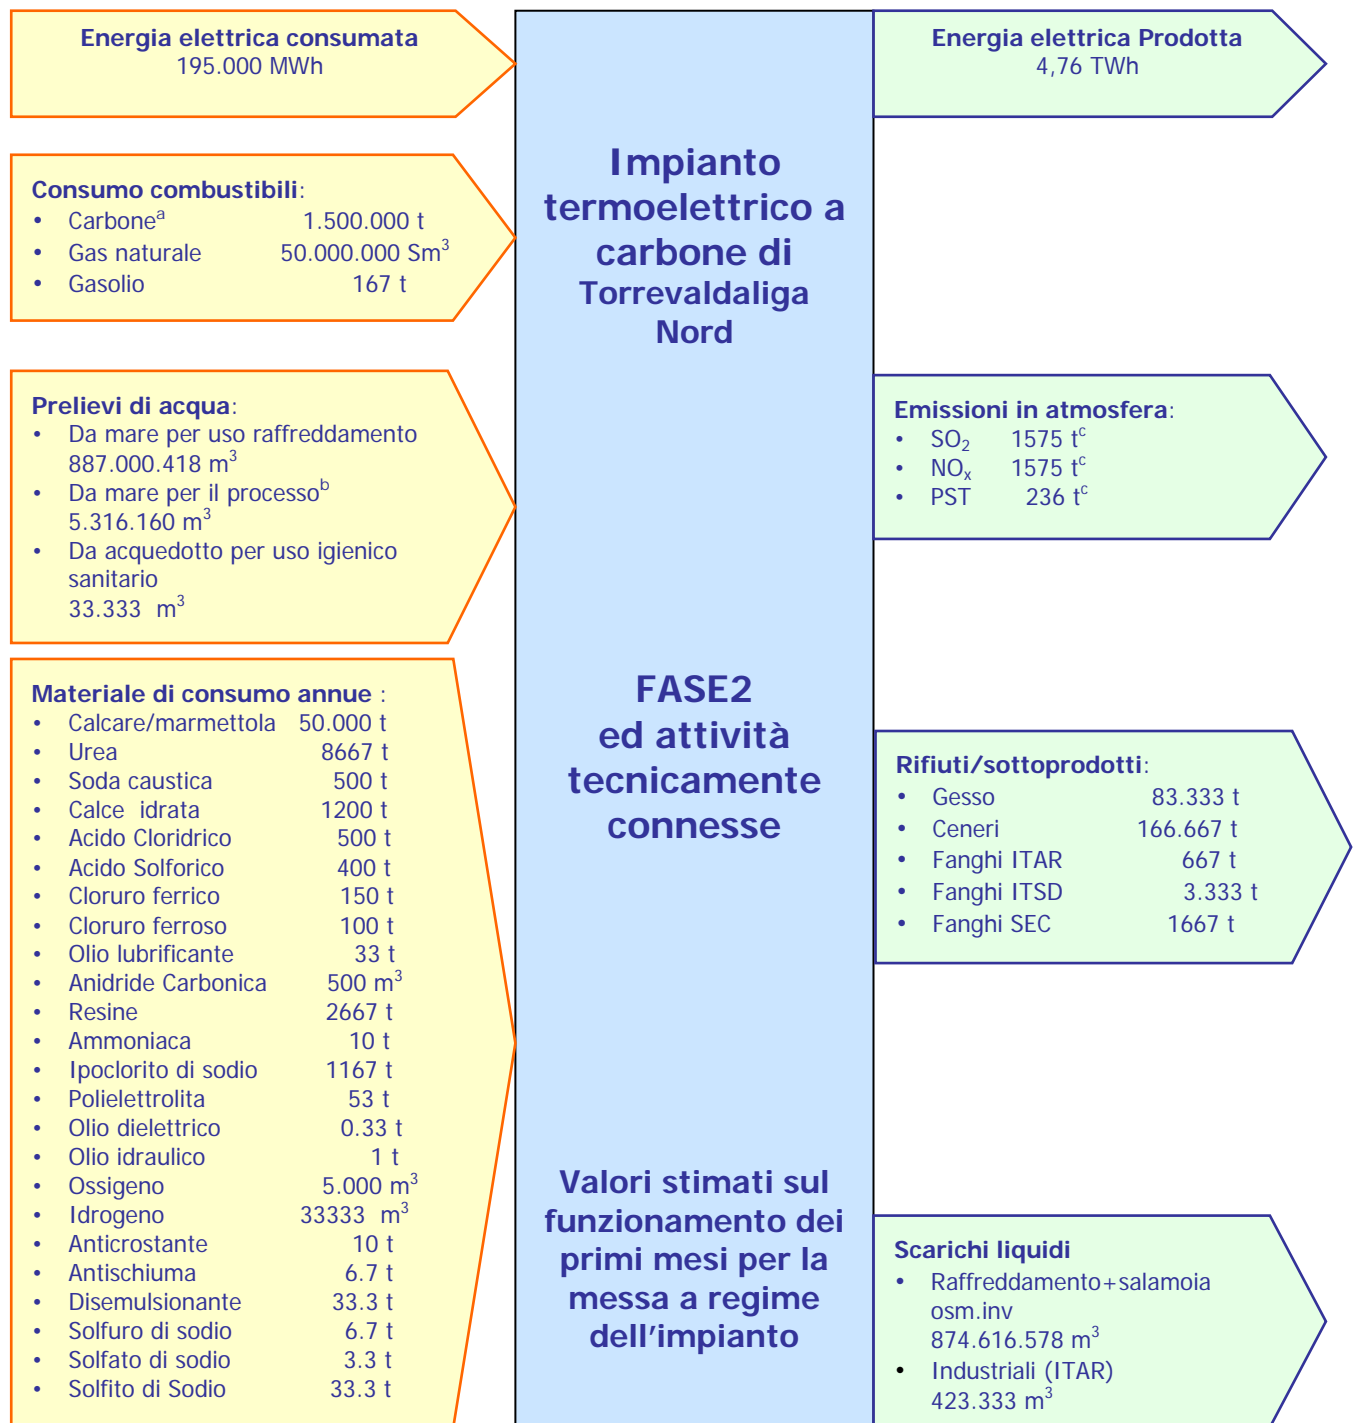 Energia elettrica consumata
195.000 MWh
Consumo combustibili:
• Carboneᵃ 1.500.000 t
• Gas naturale 50.000.000 Sm³
• Gasolio 167 t
Prelievi di acqua:
• Da mare per uso raffreddamento
887.000.418 m³
• Da mare per il processoᵇ
5.316.160 m³
• Da acquedotto per uso igienico
sanitario
33.333 m³
Materiale di consumo annue :
• Calcare/marmettola 50.000 t
• Urea 8667 t
• Soda caustica 500 t
• Calce idrata 1200 t
• Acido Cloridrico 500 t
• Acido Solforico 400 t
• Cloruro ferrico 150 t
• Cloruro ferroso 100 t
• Olio lubrificante 33 t
• Anidride Carbonica 500 m³
• Resine 2667 t
• Ammoniaca 10 t
• Ipoclorito di sodio 1167 t
• Polielettrolita 53 t
• Olio dielettrico 0.33 t
• Olio idraulico 1 t
• Ossigeno 5.000 m³
• Idrogeno 33333 m³
• Anticrostante 10 t
• Antischiuma 6.7 t
• Disemulsionante 33.3 t
• Solfuro di sodio 6.7 t
• Solfato di sodio 3.3 t
• Solfito di Sodio 33.3 t
Impianto
termoelettrico a
carbone di
Torrevaldaliga
Nord
FASE2
ed attività
tecnicamente
connesse
Valori stimati sul
funzionamento dei
primi mesi per la
messa a regime
dell’impianto
Energia elettrica Prodotta
4,76 TWh
Emissioni in atmosfera:
• SO₂ 1575 tᶜ
• NOₓ 1575 tᶜ
• PST 236 tᶜ
Rifiuti/sottoprodotti:
• Gesso 83.333 t
• Ceneri 166.667 t
• Fanghi ITAR 667 t
• Fanghi ITSD 3.333 t
• Fanghi SEC 1667 t
Scarichi liquidi
• Raffreddamento+salamoia
osm.inv
874.616.578 m³
• Industriali (ITAR)
423.333 m³